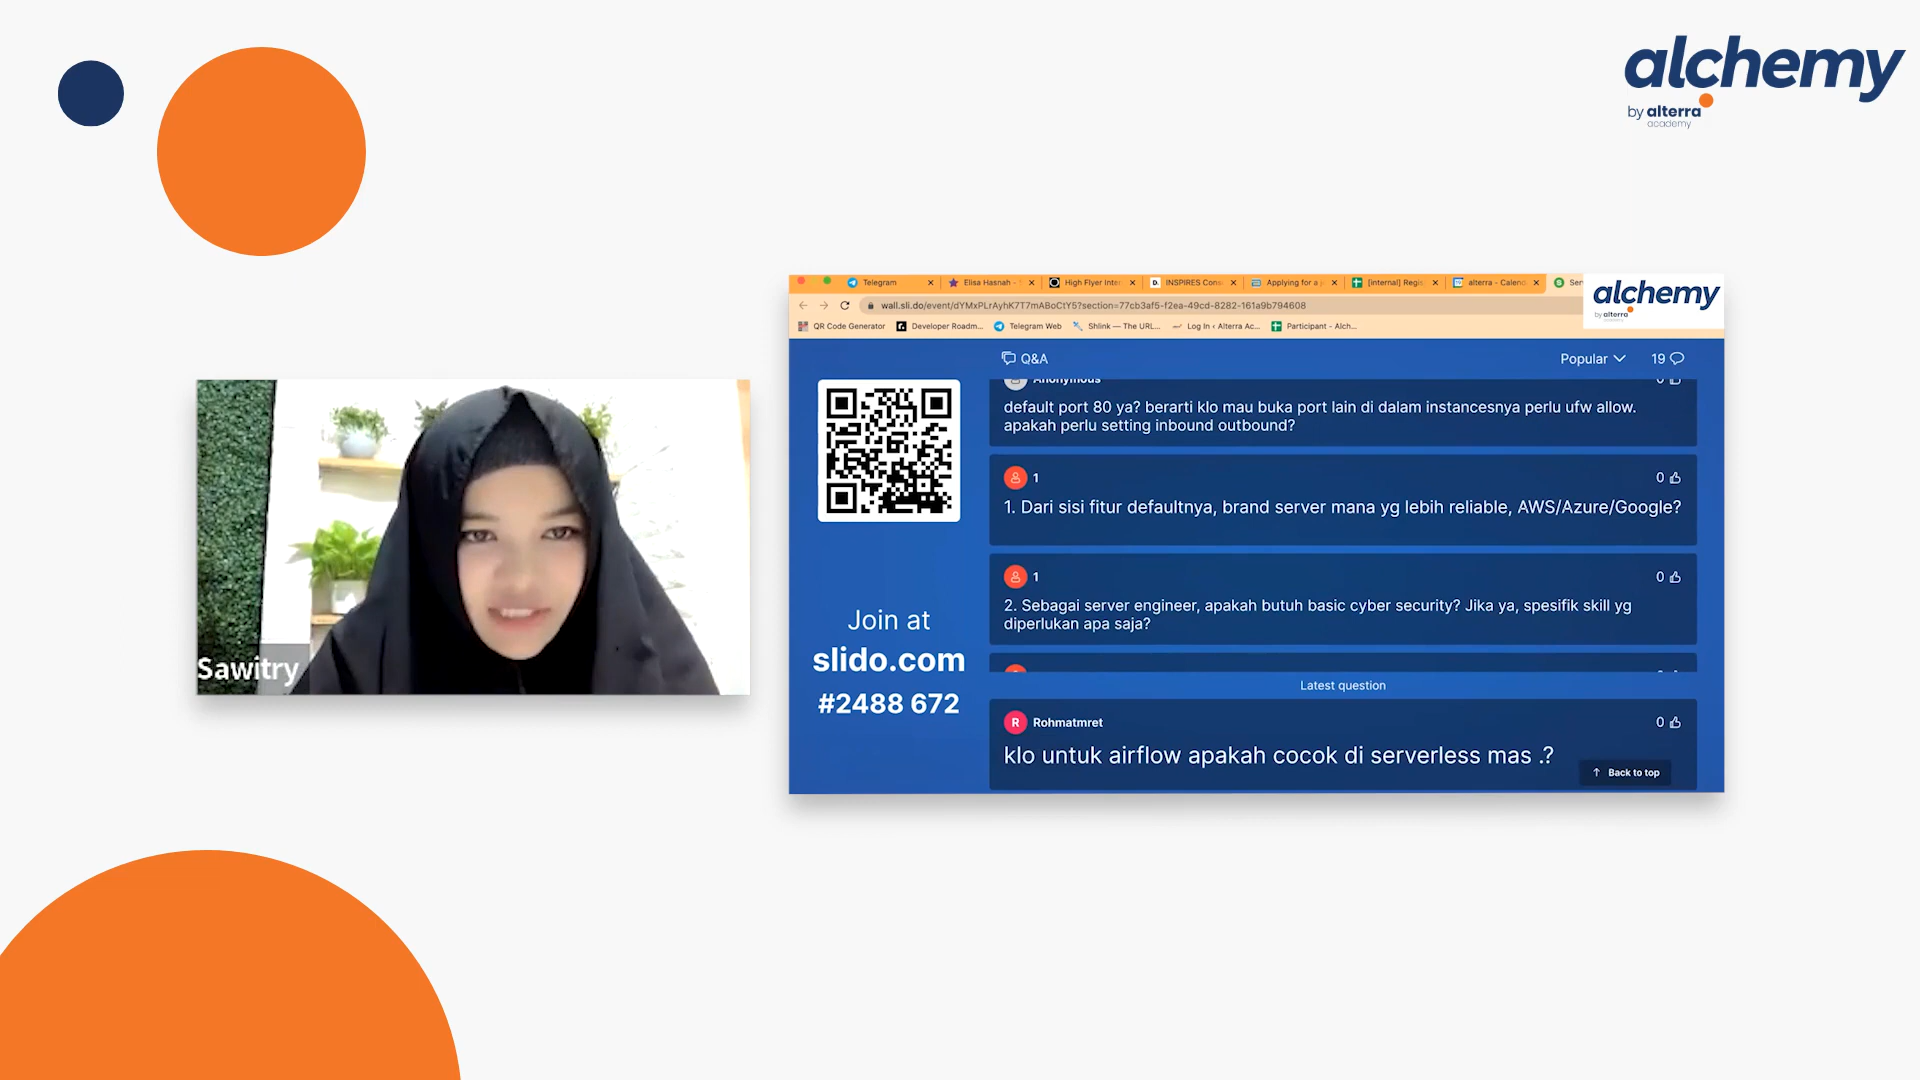 alchemy
by alterra
academy
Telegram
Elisa Hasnah -
High Flyer Inter
INSPIRES Cons
Applying for a
[internal] Regis
alterra - Calend
Ser
alchemy
by alterra
wall.sli.do/event/dYMxPLrAyhK7T7mABoCtY5?section=77cb3af5-f2ea-49cd-8282-161a9b794608
QR Code Generator
Developer Roadm...
Telegram Web
Shlink — The URL...
Log In ‹ Alterra Ac...
Participant - Alch...
Q&A
Popular
19
Anonymous
0
default port 80 ya? berarti klo mau buka port lain di dalam instancesnya perlu ufw allow.
apakah perlu setting inbound outbound?
1
0
1. Dari sisi fitur defaultnya, brand server mana yg lebih reliable, AWS/Azure/Google?
1
0
2. Sebagai server engineer, apakah butuh basic cyber security? Jika ya, spesifik skill yg
diperlukan apa saja?
Join at
slido.com
#2488 672
Latest question
R Rohmatmret
0
klo untuk airflow apakah cocok di serverless mas .?
Back to top
Sawitry